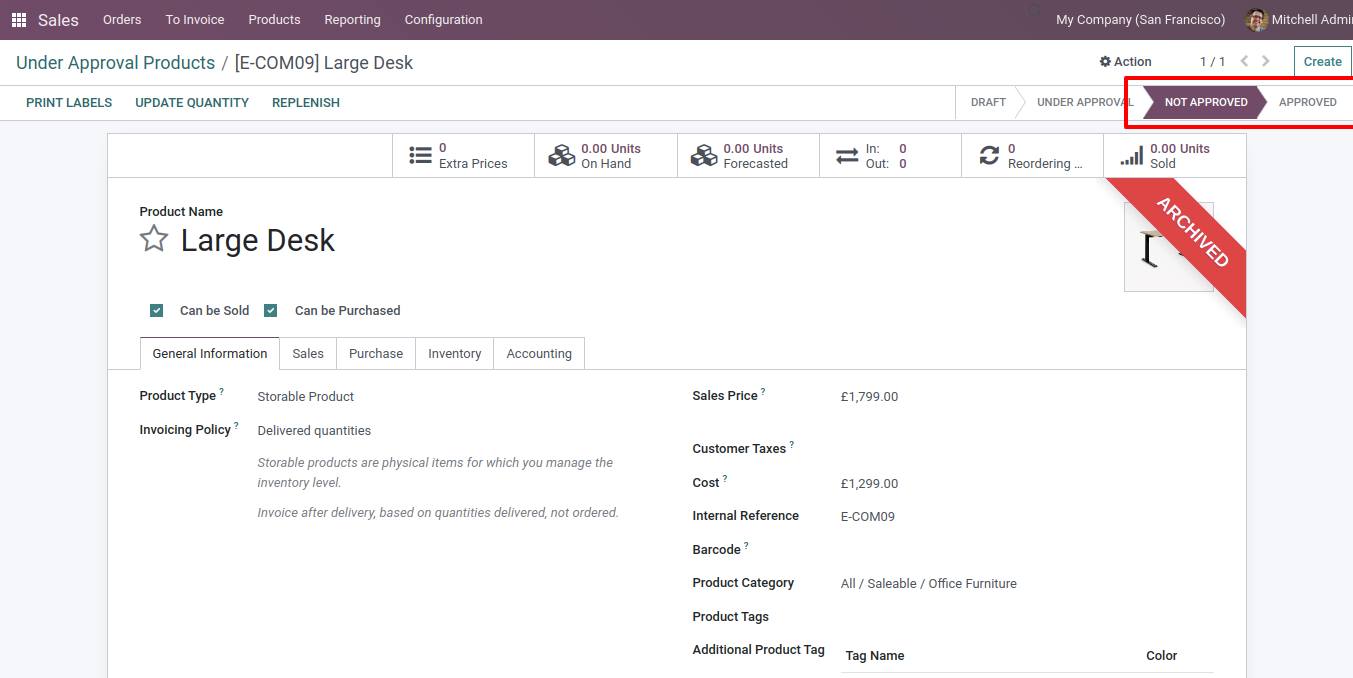 Sales Orders To Invoice Products Reporting Configuration My Company (San Francisco) Mitchell Admi
Under Approval Products / [E-COM09] Large Desk Action 1 / 1 Create
PRINT LABELS UPDATE QUANTITY REPLENISH DRAFT UNDER APPROVAL NOT APPROVED APPROVED
0
Extra Prices
0.00 Units
On Hand
0.00 Units
Forecasted
In: 0
Out: 0
0
Reordering ...
0.00 Units
Sold
ARCHIVED
Product Name
Large Desk
Can be Sold Can be Purchased
General Information Sales Purchase Inventory Accounting
Product Type ? Storable Product
Invoicing Policy ? Delivered quantities
Storable products are physical items for which you manage the
inventory level.
Invoice after delivery, based on quantities delivered, not ordered.
Sales Price ? £1,799.00
Customer Taxes ?
Cost ? £1,299.00
Internal Reference E-COM09
Barcode ?
Product Category All / Saleable / Office Furniture
Product Tags
Additional Product Tag Tag Name Color